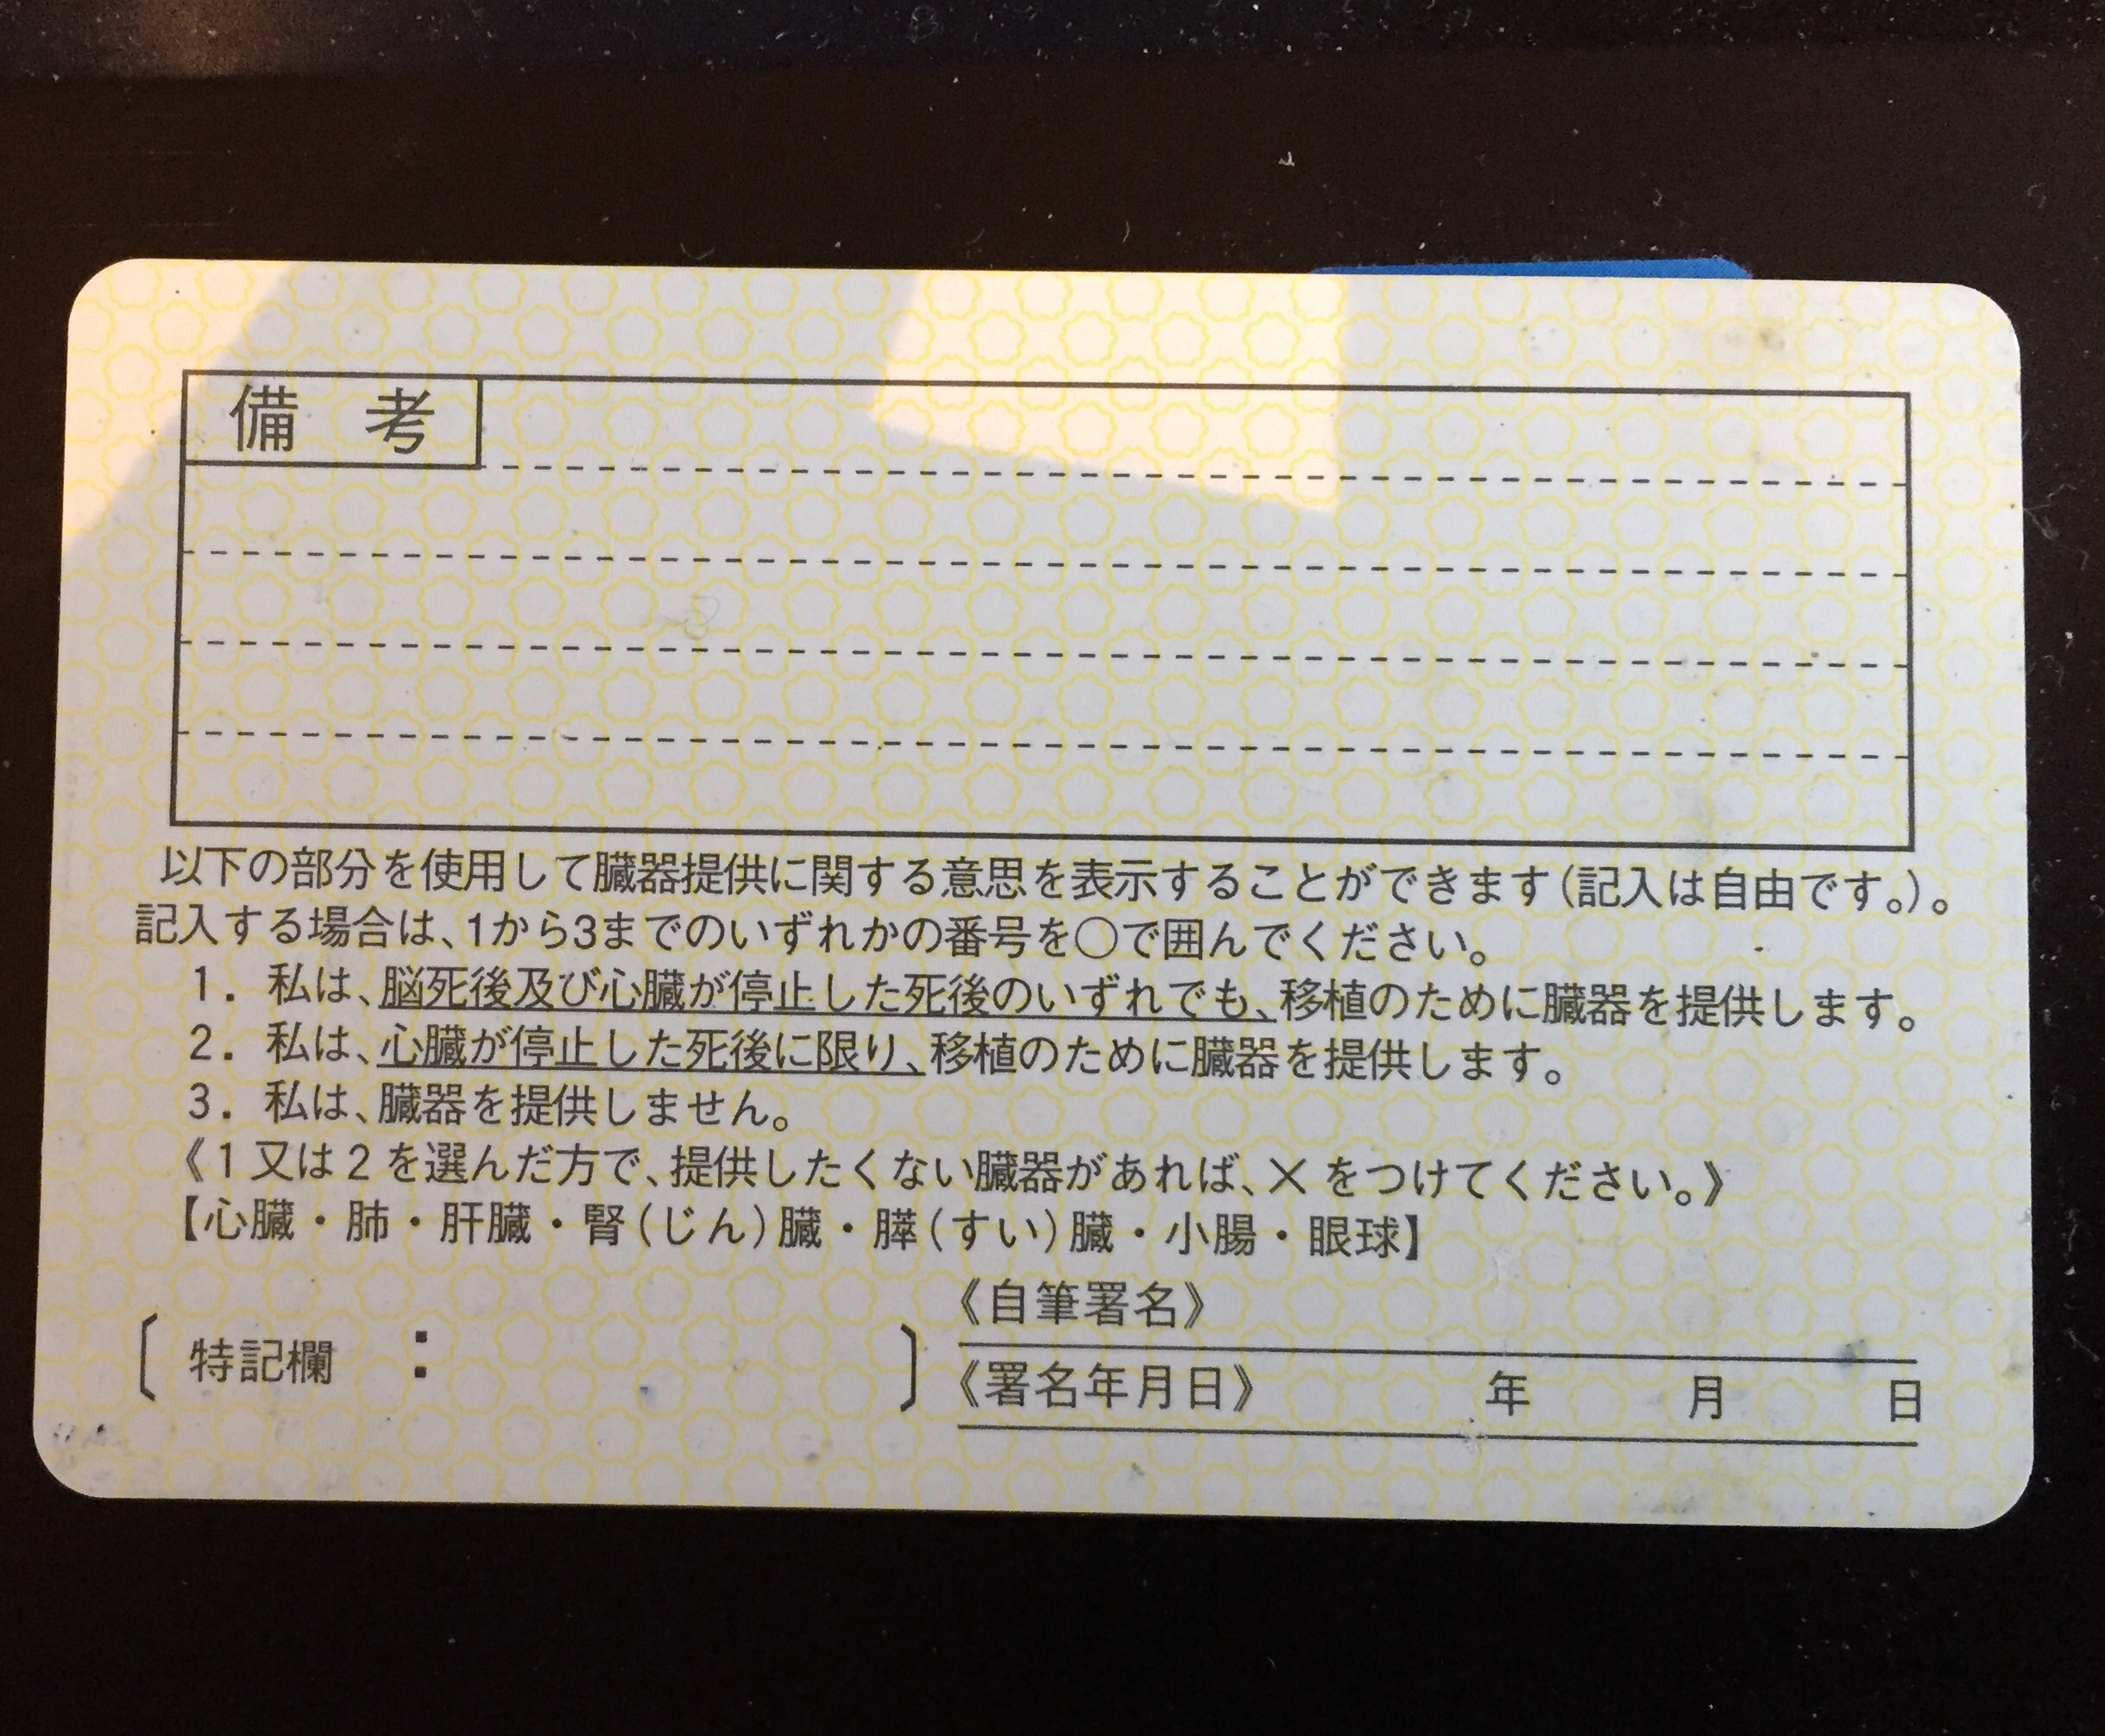 備 考
以下の部分を使用して臓器提供に関する意思を表示することができます(記入は自由です。)。
記入する場合は、1から3までのいずれかの番号を○で囲んでください。
1. 私は、脳死後及び心臓が停止した死後のいずれでも、移植のために臓器を提供します。
2. 私は、心臓が停止した死後に限り、移植のために臓器を提供します。
3. 私は、臓器を提供しません。
《1又は2を選んだ方で、提供したくない臓器があれば、×をつけてください。》
【心臓・肺・肝臓・腎(じん)臓・膵(すい)臓・小腸・眼球】
〔 特記欄 : 〕
《自筆署名》
《署名年月日》 年 月 日